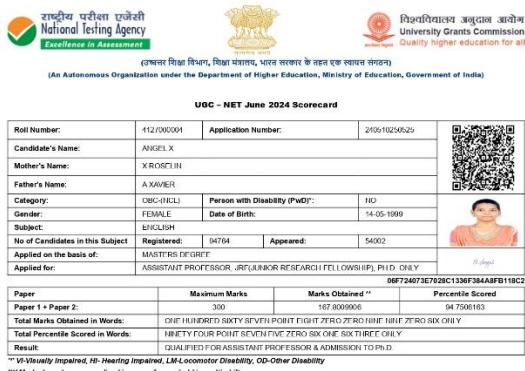 राष्ट्रीय परीक्षा एजेंसी
National Testing Agency
Excellence in Assessment
विश्वविद्यालय अनुदान आयोग
University Grants Commission
Quality higher education for all
(उच्चतर शिक्षा विभाग, शिक्षा मंत्रालय, भारत सरकार के तहत एक स्वायत्त संगठन)
(An Autonomous Organization under the Department of Higher Education, Ministry of Education, Government of India)
UGC – NET June 2024 Scorecard
Roll Number: 4127000004 Application Number: 240510250525
Candidate's Name: ANGEL X
Mother's Name: X ROSELIN
Father's Name: A XAVIER
Category: OBC-(NCL) Person with Disability (PwD)*: NO
Gender: FEMALE Date of Birth: 14-05-1999
Subject: ENGLISH
No of Candidates in this Subject Registered: 94764 Appeared: 54002
Applied on the basis of: MASTERS DEGREE
Applied for: ASSISTANT PROFESSOR, JRF(JUNIOR RESEARCH FELLOWSHIP), PH.D. ONLY
06F724073E7028C1336F384A8FB118C2
Paper Maximum Marks Marks Obtained ^^ Percentile Scored
Paper 1 + Paper 2: 300 167.8009906 94.7506163
Total Marks Obtained in Words: ONE HUNDRED SIXTY SEVEN POINT EIGHT ZERO ZERO NINE NINE ZERO SIX ONLY
Total Percentile Scored in Words: NINETY FOUR POINT SEVEN FIVE ZERO SIX ONE SIX THREE ONLY
Result: QUALIFIED FOR ASSISTANT PROFESSOR & ADMISSION TO Ph.D.
"*" VI-Visually Impaired, HI- Hearing Impaired, LM-Locomotor Disability, OD-Other Disability